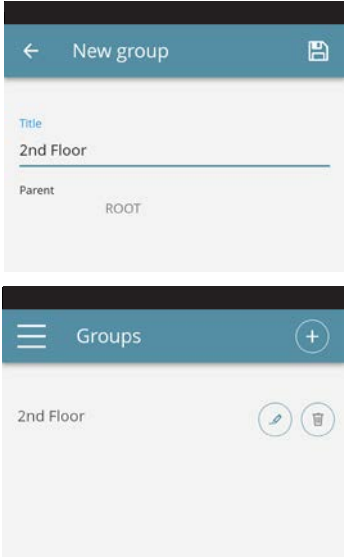 New group
Title
2nd Floor
Parent
ROOT
Groups
2nd Floor